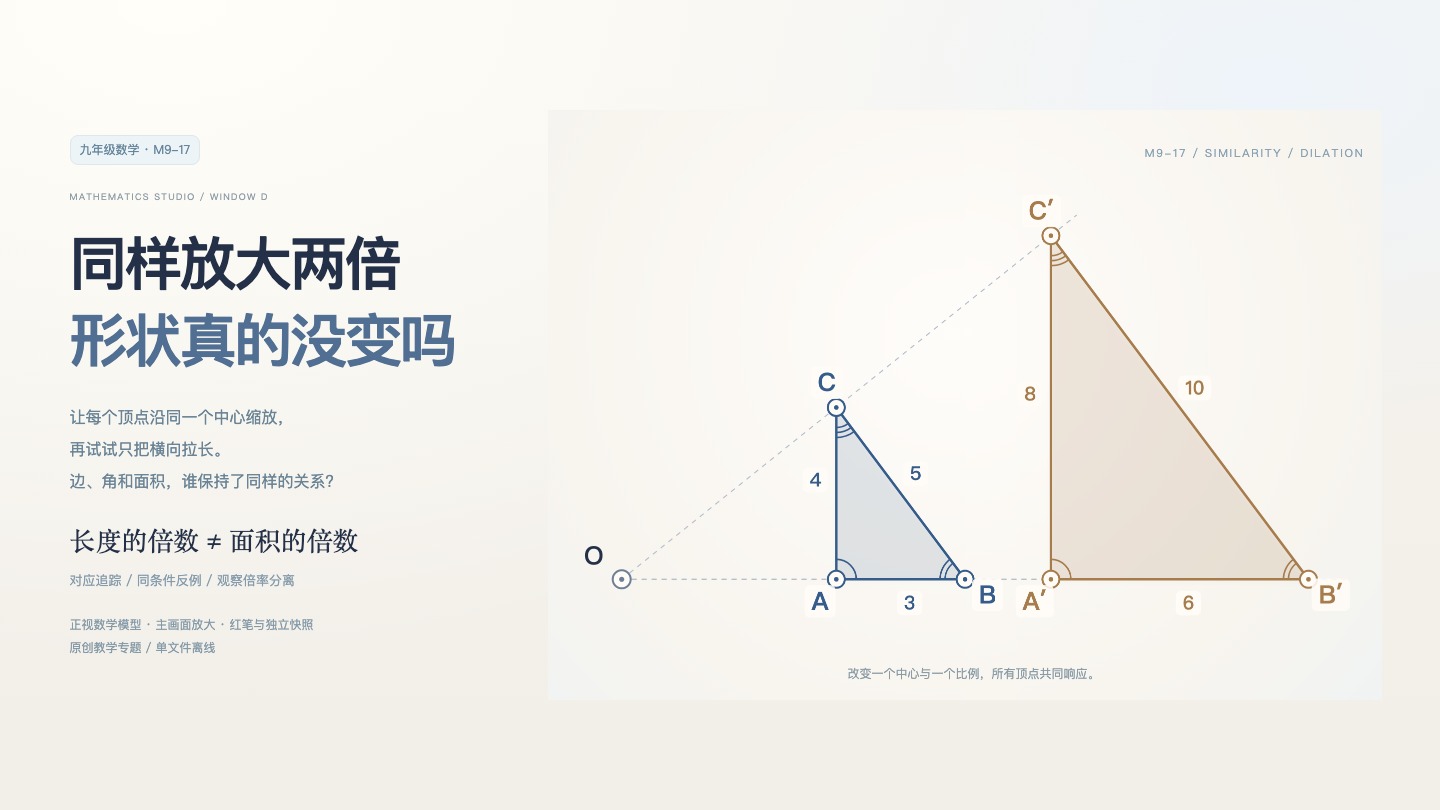 九年级数学 · M9–17
MATHEMATICS STUDIO / WINDOW D
同样放大两倍
形状真的没变吗
让每个顶点沿同一个中心缩放，
再试试只把横向拉长。
边、角和面积，谁保持了同样的关系？
长度的倍数 ≠ 面积的倍数
对应追踪 / 同条件反例 / 观察倍率分离
正视数学模型 · 主画面放大 · 红笔与独立快照
原创教学专题 / 单文件离线
M9–17 / SIMILARITY / DILATION
C′
8
10
C
4
5
O
A
3
B
A′
6
B′
改变一个中心与一个比例，所有顶点共同响应。